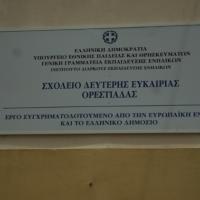 ΕΛΛΗΝΙΚΗ ΔΗΜΟΚΡΑΤΙΑ
ΥΠΟΥΡΓΕΙΟ ΕΘΝΙΚΗΣ ΠΑΙΔΕΙΑΣ ΚΑΙ ΘΡΗΣΚΕΥΜΑΤΩΝ
ΓΕΝΙΚΗ ΓΡΑΜΜΑΤΕΙΑ ΕΚΠΑΙΔΕΥΣΗΣ ΕΝΗΛΙΚΩΝ
ΙΝΣΤΙΤΟΥΤΟ ΔΙΑΡΚΟΥΣ ΕΚΠΑΙΔΕΥΣΗΣ ΕΝΗΛΙΚΩΝ
ΣΧΟΛΕΙΟ ΔΕΥΤΕΡΗΣ ΕΥΚΑΙΡΙΑΣ
ΟΡΕΣΤΙΑΔΑΣ
ΕΡΓΟ ΣΥΓΧΡΗΜΑΤΟΔΟΤΟΥΜΕΝΟ ΑΠΟ ΤΗΝ ΕΥΡΩΠΑΪΚΗ ΕΝ
ΚΑΙ ΤΟ ΕΛΛΗΝΙΚΟ ΔΗΜΟΣΙΟ